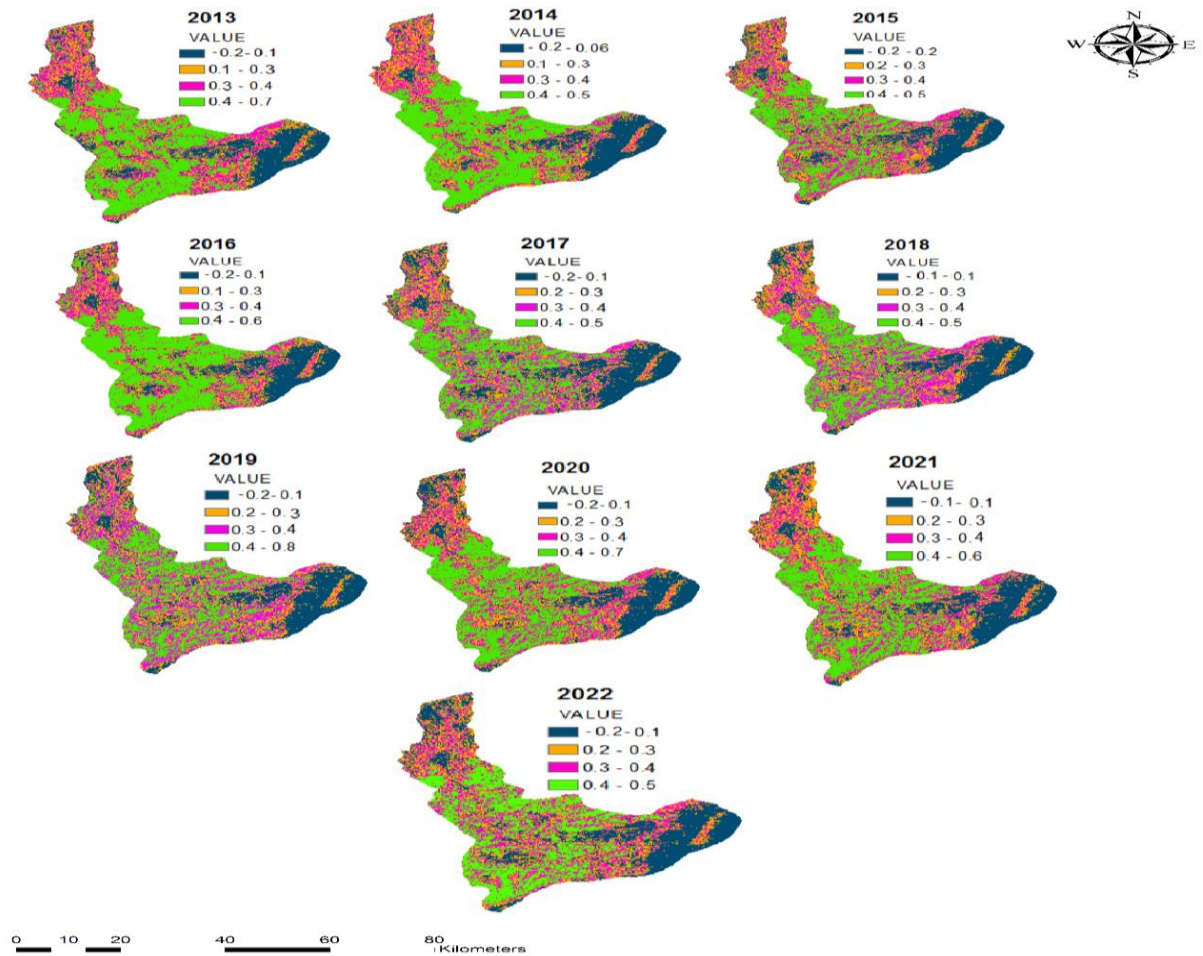 2013
VALUE
-0.2-0.1
0.1 - 0.3
0.3 - 0.4
0.4 - 0.7
2014
VALUE
-0.2 -0.06
0.1 - 0.3
0.3 - 0.4
0.4 - 0.5
2015
VALUE
-0.2 -0.2
0.2 - 0.3
0.3 - 0.4
0.4 - 0.5
N
W E
S
2016
VALUE
-0.2-0.1
0.1 - 0.3
0.3 - 0.4
0.4 - 0.6
2017
VALUE
-0.2-0.1
0.2 - 0.3
0.3 - 0.4
0.4 - 0.5
2018
VALUE
-0.1-0.1
0.2 - 0.3
0.3 - 0.4
0.4 - 0.5
2019
VALUE
-0.2-0.1
0.2 - 0.3
0.3 - 0.4
0.4 - 0.8
2020
VALUE
-0.2-0.1
0.2 - 0.3
0.3 - 0.4
0.4 - 0.7
2021
VALUE
-0.1-0.1
0.2 - 0.3
0.3 - 0.4
0.4 - 0.6
2022
VALUE
-0.2-0.1
0.2 - 0.3
0.3 - 0.4
0.4 - 0.5
0 10 20 40 60 80
Kilometers